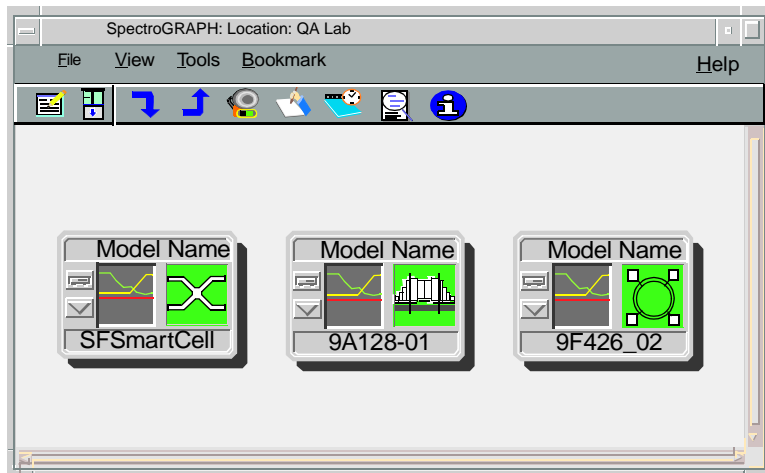 SpectroGRAPH: Location: QA Lab
File View Tools Bookmark Help
Model Name Model Name Model Name
SFSmartCell 9A128-01 9F426_02